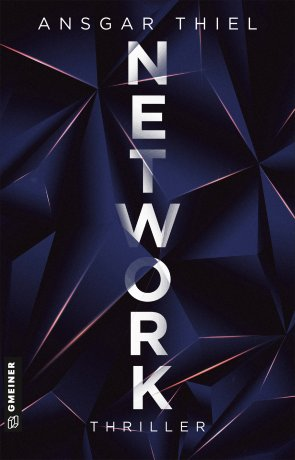 ANSGAR THIEL
NETWORK
THRILLER
GMEINER